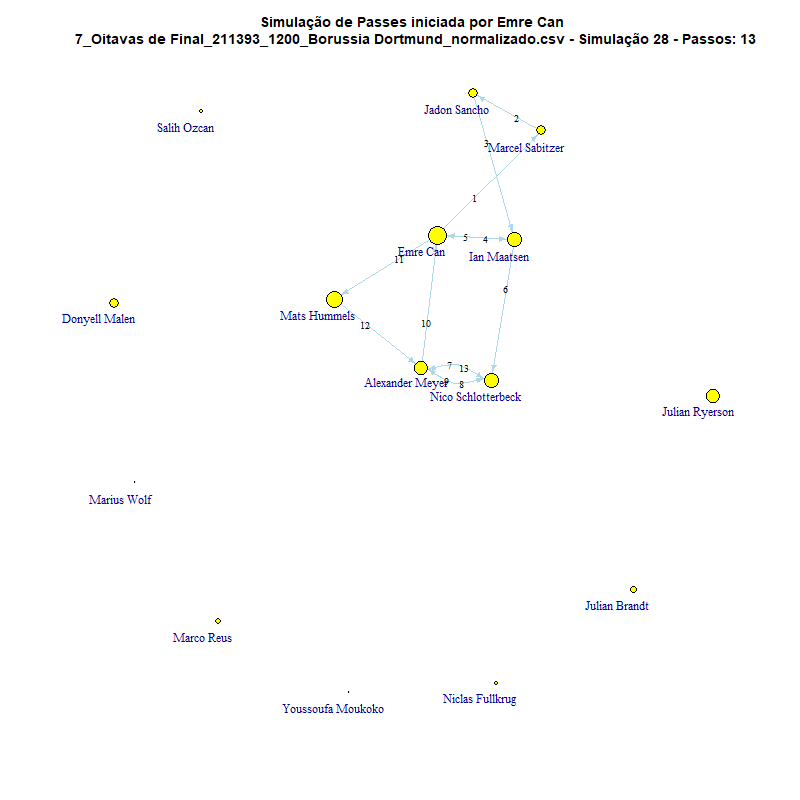 Simulação de Passes iniciada por Emre Can
7_Oitavas de Final_211393_1200_Borussia Dortmund_normalizado.csv - Simulação 28 - Passos: 13
Jadon Sancho
Salih Ozcan
2
3
Marcel Sabitzer
1
5
4
Emre Can
Ian Maatsen
11
6
Mats Hummels
Donyell Malen
10
12
7
13
Alexander Meyer
9
8
Nico Schlotterbeck
Julian Ryerson
Marius Wolf
Julian Brandt
Marco Reus
Niclas Fullkrug
Youssoufa Moukoko